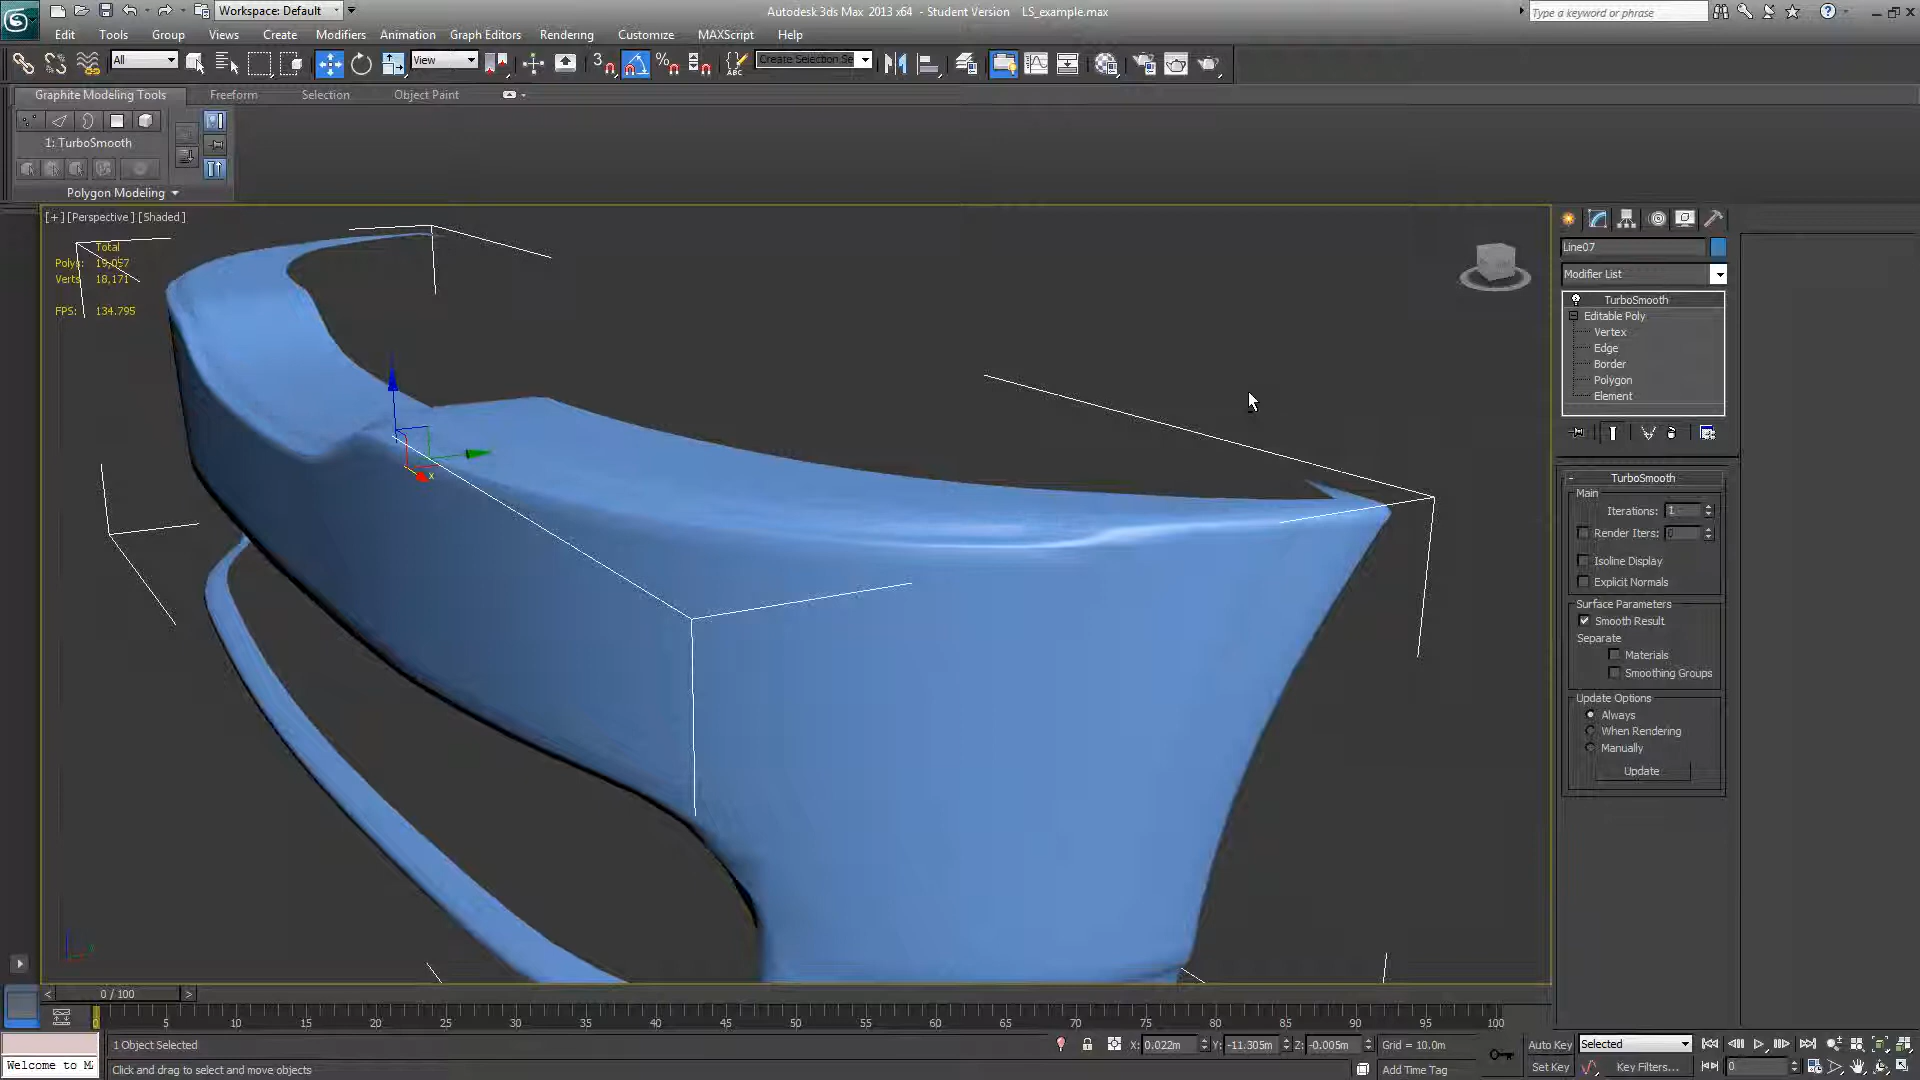 Workspace: Default
Autodesk 3ds Max 2013 x64 - Student Version LS_example.max
Type a keyword or phrase
Edit Tools Group Views Create Modifiers Animation Graph Editors Rendering Customize MAXScript Help
All
View
3
%
ABC
Create Selection Se
Graphite Modeling Tools Freeform Selection Object Paint
1: TurboSmooth
Polygon Modeling
[+] [Perspective] [Shaded]
Total
Polys: 19,057
Verts 18,171
FPS: 134.795
x
Line07
Modifier List
TurboSmooth
Editable Poly
Vertex
Edge
Border
Polygon
Element
- TurboSmooth
Main
Iterations: 1
Render Iters: 0
Isoline Display
Explicit Normals
Surface Parameters
Smooth Result
Separate
Materials
Smoothing Groups
Update Options
Always
When Rendering
Manually
Update
< 0 / 100 >
0 5 10 15 20 25 30 35 40 45 50 55 60 65 70 75 80 85 90 95 100
1 Object Selected
X: 0.022m Y: -11.305m Z: -0.005m Grid = 10.0m
Auto Key Selected
Welcome to M
Click and drag to select and move objects
Add Time Tag
Set Key Key Filters... 0